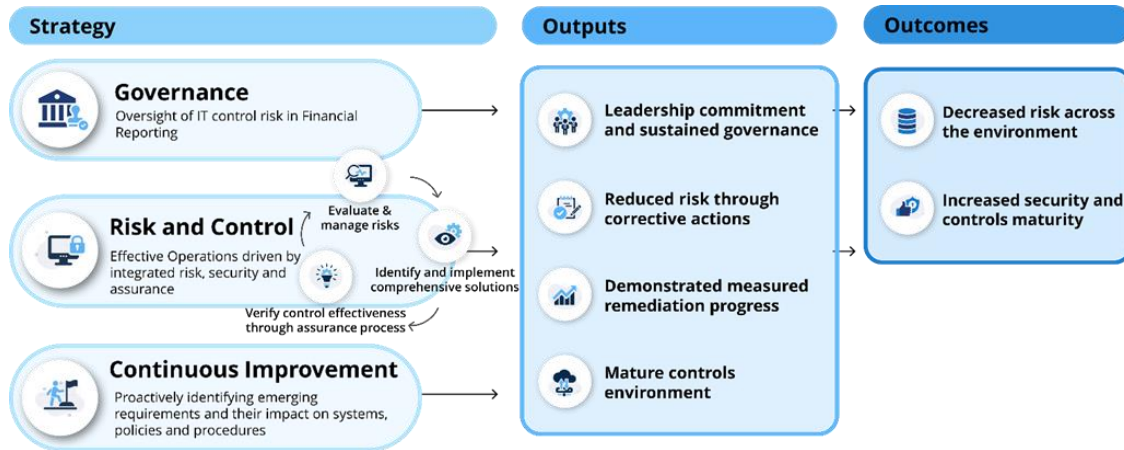 Strategy
Outputs
Outcomes
Governance
Oversight of IT control risk in Financial
Reporting
Risk and Control
Effective Operations driven by
integrated risk, security and
assurance
Evaluate &
manage risks
Identify and implement
comprehensive solutions
Verify control effectiveness
through assurance process
Continuous Improvement
Proactively identifying emerging
requirements and their impact on systems,
policies and procedures
Leadership commitment
and sustained governance
Reduced risk through
corrective actions
Demonstrated measured
remediation progress
Mature controls
environment
Decreased risk across
the environment
Increased security and
controls maturity